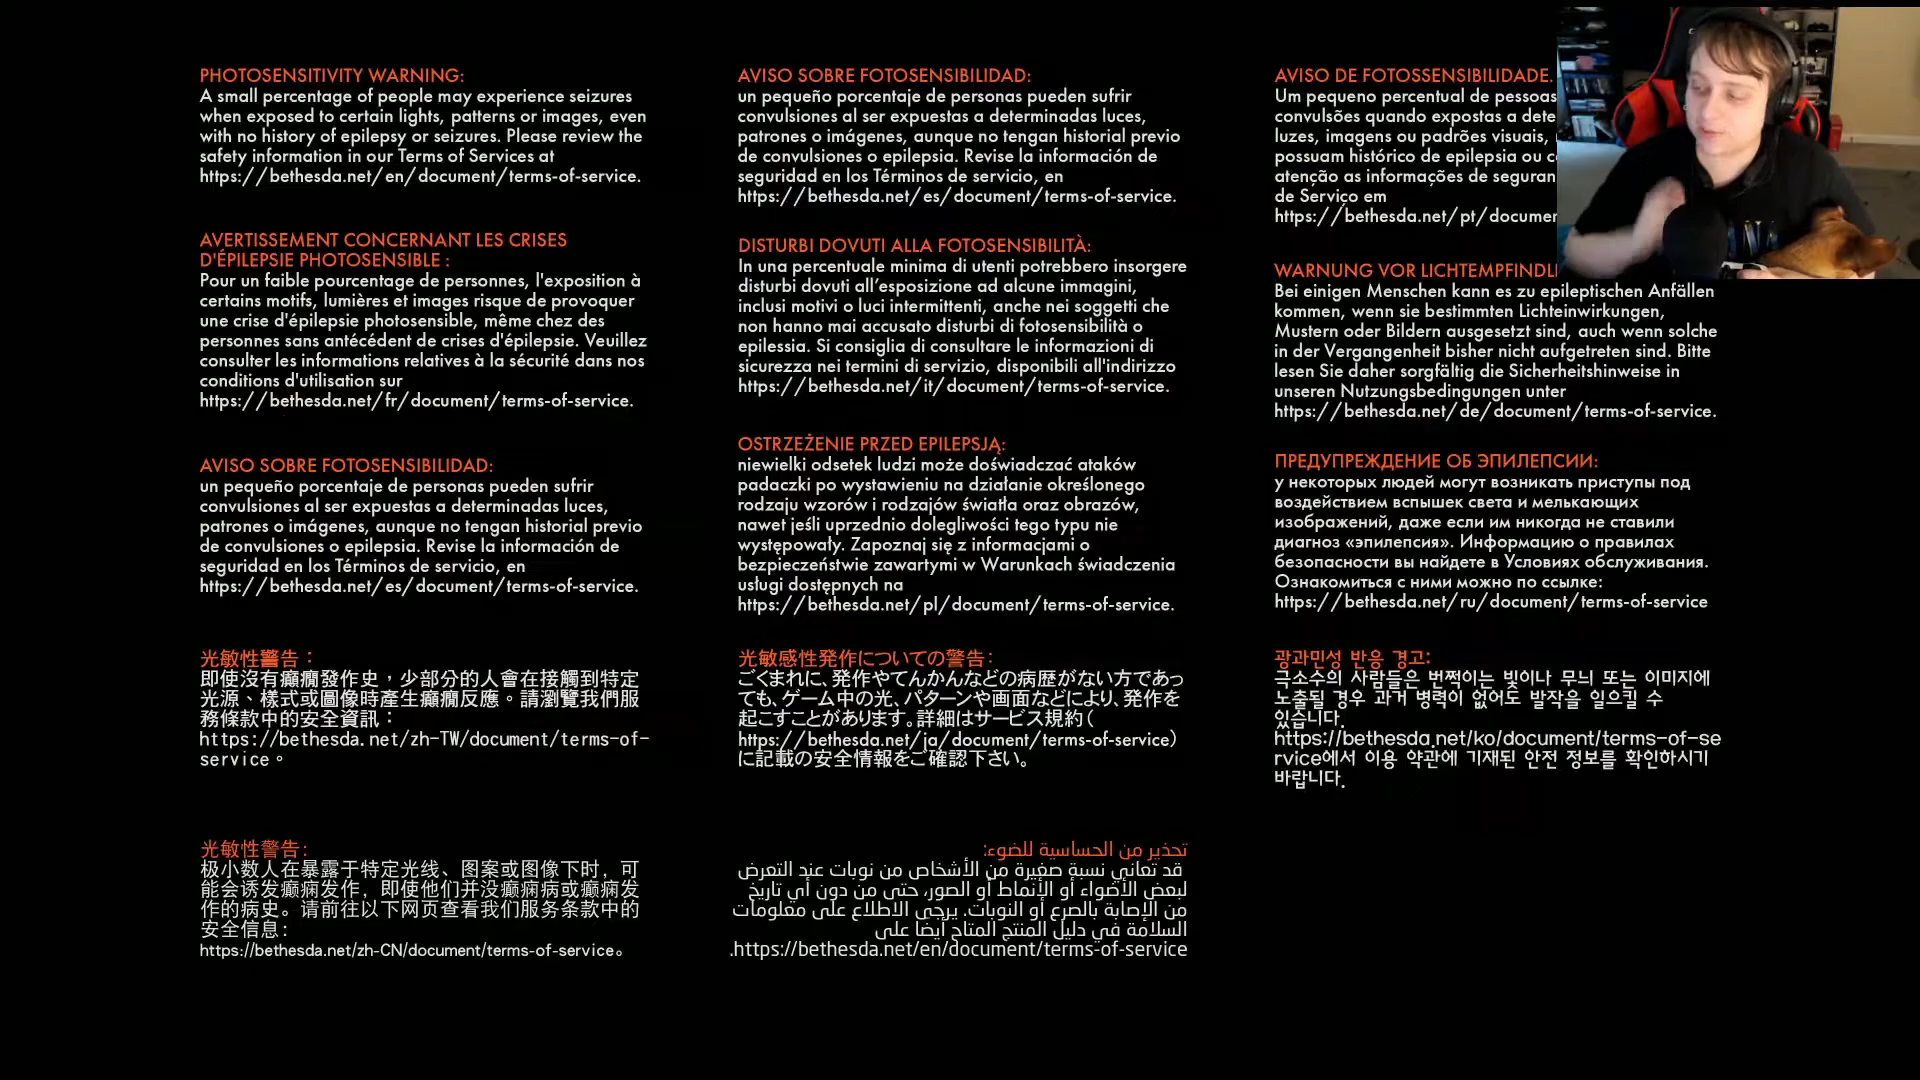 PHOTOSENSITIVITY WARNING:
A small percentage of people may experience seizures
when exposed to certain lights, patterns or images, even
with no history of epilepsy or seizures. Please review the
safety information in our Terms of Services at
https://bethesda.net/en/document/terms-of-service.
AVERTISSEMENT CONCERNANT LES CRISES
D'ÉPILEPSIE PHOTOSENSIBLE :
Pour un faible pourcentage de personnes, l'exposition à
certains motifs, lumières et images risque de provoquer
une crise d'épilepsie photosensible, même chez des
personnes sans antécédent de crises d'épilepsie. Veuillez
consulter les informations relatives à la sécurité dans nos
conditions d'utilisation sur
https://bethesda.net/fr/document/terms-of-service.
AVISO SOBRE FOTOSENSIBILIDAD:
un pequeño porcentaje de personas pueden sufrir
convulsiones al ser expuestas a determinadas luces,
patrones o imágenes, aunque no tengan historial previo
de convulsiones o epilepsia. Revise la información de
seguridad en los Términos de servicio, en
https://bethesda.net/es/document/terms-of-service.
光敏性警告：
即使沒有癲癇發作史，少部分的人會在接觸到特定
光源、樣式或圖像時產生癲癇反應。請瀏覽我們服
務條款中的安全資訊：
https://bethesda.net/zh-TW/document/terms-of-
service。
光敏性警告:
极小数人在暴露于特定光线、图案或图像下时，可
能会诱发癫痫发作，即使他们并没癫痫病或癫痫发
作的病史。请前往以下网页查看我们服务条款中的
安全信息:
https://bethesda.net/zh-CN/document/terms-of-service。
AVISO SOBRE FOTOSENSIBILIDAD:
un pequeño porcentaje de personas pueden sufrir
convulsiones al ser expuestas a determinadas luces,
patrones o imágenes, aunque no tengan historial previo
de convulsiones o epilepsia. Revise la información de
seguridad en los Términos de servicio, en
https://bethesda.net/es/document/terms-of-service.
DISTURBI DOVUTI ALLA FOTOSENSIBILITÀ:
In una percentuale minima di utenti potrebbero insorgere
disturbi dovuti all’esposizione ad alcune immagini,
inclusi motivi o luci intermittenti, anche nei soggetti che
non hanno mai accusato disturbi di fotosensibilità o
epilessia. Si consiglia di consultare le informazioni di
sicurezza nei termini di servizio, disponibili all'indirizzo
https://bethesda.net/it/document/terms-of-service.
OSTRZEŻENIE PRZED EPILEPSJĄ:
niewielki odsetek ludzi może doświadczać ataków
padaczki po wystawieniu na działanie określonego
rodzaju wzorów i rodzajów światła oraz obrazów,
nawet jeśli uprzednio dolegliwości tego typu nie
występowały. Zapoznaj się z informacjami o
bezpieczeństwie zawartymi w Warunkach świadczenia
usługi dostępnych na
https://bethesda.net/pl/document/terms-of-service.
光敏感性発作についての警告:
ごくまれに、発作やてんかんなどの病歴がない方であっ
ても、ゲーム中の光、パターンや画面などにより、発作を
起こすことがあります。詳細はサービス規約(
https://bethesda.net/ja/document/terms-of-service)
に記載の安全情報をご確認下さい。
تحذير من الحساسية للضوء:
قد تعاني نسبة صغيرة من الأشخاص من نوبات عند التعرض
لبعض الأضواء أو الأنماط أو الصور، حتى من دون أي تاريخ
من الإصابة بالصرع أو النوبات. يرجى الاطلاع على معلومات
السلامة في دليل المنتج المتاح أيضًا على
https://bethesda.net/en/document/terms-of-service.
AVISO DE FOTOSSENSIBILIDADE.
Um pequeno percentual de pessoas
convulsões quando expostas a
luzes, imagens ou padrões visuais,
possuam histórico de epilepsia ou
atenção as informações de
de Serviço em
https://bethesda.net/pt/
WARNUNG VOR
Bei einigen Menschen kann es zu epileptischen Anfällen
kommen, wenn sie bestimmten Lichteinwirkungen,
Mustern oder Bildern ausgesetzt sind, auch wenn solche
in der Vergangenheit bisher nicht aufgetreten sind. Bitte
lesen Sie daher sorgfältig die Sicherheitshinweise in
unseren Nutzungsbedingungen unter
https://bethesda.net/de/document/terms-of-service.
ПРЕДУПРЕЖДЕНИЕ ОБ ЭПИЛЕПСИИ:
у некоторых людей могут возникать приступы под
воздействием вспышек света и мелькающих
изображений, даже если им никогда не ставили
диагноз «эпилепсия». Информацию о правилах
безопасности вы найдете в Условиях обслуживания.
Ознакомиться с ними можно по ссылке:
https://bethesda.net/ru/document/terms-of-service
광과민성 반응 경고:
극소수의 사람들은 번쩍이는 빛이나 무늬 또는 이미지에
노출될 경우 과거 병력이 없어도 발작을 일으킬 수
있습니다.
https://bethesda.net/ko/document/terms-of-se
rvice에서 이용 약관에 기재된 안전 정보를 확인하시기
바랍니다.